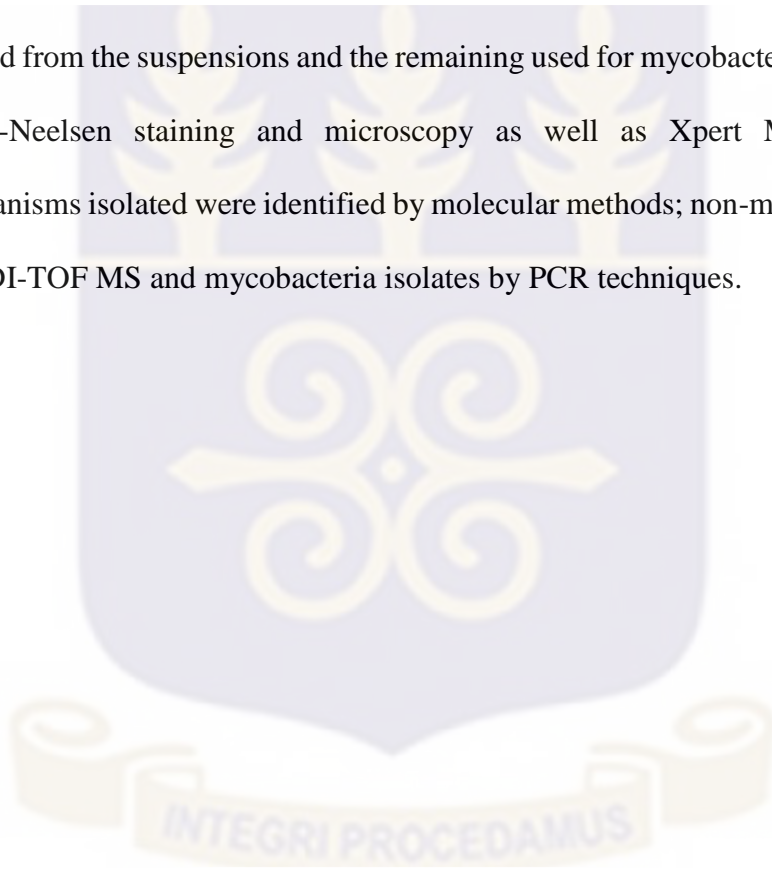 d from the suspensions and the remaining used for mycobacte
-Neelsen staining and microscopy as well as Xpert M
anisms isolated were identified by molecular methods; non-m
DI-TOF MS and mycobacteria isolates by PCR techniques.
INTEGRI PROCEDAMUS